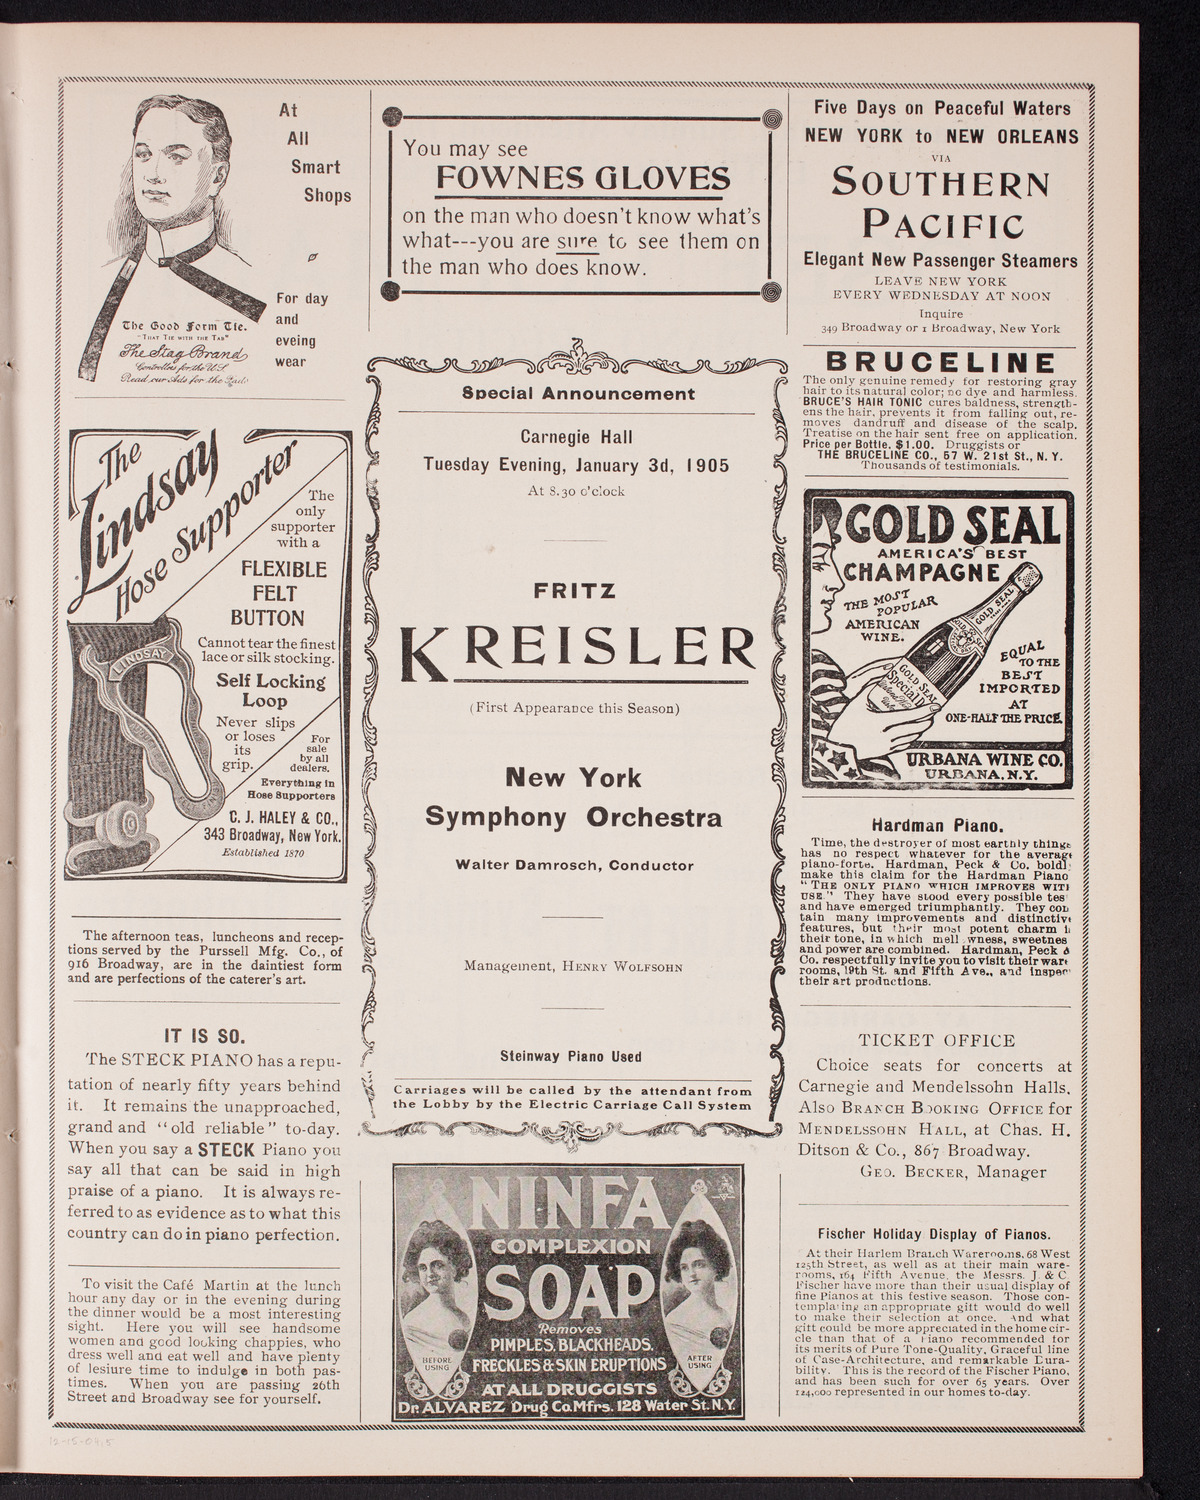 At
All
Smart
Shops
For day
and
eveing
wear
The Good Form Tie.
"THAT TIE WITH THE TAB"
The Stag Brand
Controllers for the U.S.
Read our Ads for the Rail
The
Lindsay
Hose Supporter
The
only
supporter
with a
FLEXIBLE
FELT
BUTTON
Cannot tear the finest
lace or silk stocking.
LINDSAY
Self Locking
Loop
Never slips
or loses
its
grip.
For
sale
by all
dealers.
Everything in
Hose Supporters
C. J. HALEY & CO.,
343 Broadway, New York.
Established 1870
The afternoon teas, luncheons and recep-
tions served by the Purssell Mfg. Co., of
916 Broadway, are in the daintiest form
and are perfections of the caterer's art.
IT IS SO.
The STECK PIANO has a repu-
tation of nearly fifty years behind
it. It remains the unapproached,
grand and "old reliable" to-day.
When you say a STECK Piano you
say all that can be said in high
praise of a piano. It is always re-
ferred to as evidence as to what this
country can do in piano perfection.
To visit the Café Martin at the lunch
hour any day or in the evening during
the dinner would be a most interesting
sight. Here you will see handsome
women and good looking chappies, who
dress well and eat well and have plenty
of lesiure time to indulge in both pas-
times. When you are passing 26th
Street and Broadway see for yourself.
You may see
FOWNES GLOVES
on the man who doesn't know what's
what---you are sure to see them on
the man who does know.
Special Announcement
Carnegie Hall
Tuesday Evening, January 3d, 1905
At 8.30 o'clock
FRITZ
KREISLER
(First Appearance this Season)
New York
Symphony Orchestra
Walter Damrosch, Conductor
Management, HENRY WOLFSOHN
Steinway Piano Used
Carriages will be called by the attendant from
the Lobby by the Electric Carriage Call System
NINFA
COMPLEXION
SOAP
Removes
PIMPLES, BLACKHEADS.
FRECKLES & SKIN ERUPTIONS
BEFORE
USING
AFTER
USING
AT ALL DRUGGISTS
Dr. ALVAREZ Drug Co. Mfrs. 128 Water St. N.Y.
Five Days on Peaceful Waters
NEW YORK to NEW ORLEANS
VIA
SOUTHERN
PACIFIC
Elegant New Passenger Steamers
LEAVE NEW YORK
EVERY WEDNESDAY AT NOON
Inquire
349 Broadway or 1 Broadway, New York
BRUCELINE
The only genuine remedy for restoring gray
hair to its natural color; no dye and harmless.
BRUCE'S HAIR TONIC cures baldness, strength-
ens the hair, prevents it from falling out, re-
moves dandruff and disease of the scalp.
Treatise on the hair sent free on application.
Price per Bottle, $1.00. Druggists or
THE BRUCELINE CO., 57 W. 21st St., N. Y.
Thousands of testimonials.
GOLD SEAL
AMERICA'S BEST
CHAMPAGNE
THE MOST
POPULAR
AMERICAN
WINE.
GOLD SEAL
GOLD SEAL
Special
EQUAL
TO THE
BEST
IMPORTED
AT
ONE-HALF THE PRICE
URBANA WINE CO.
URBANA, N.Y.
Hardman Piano.
Time, the destroyer of most earthly things
has no respect whatever for the average
piano-forte. Hardman, Peck & Co. boldl
make this claim for the Hardman Piano
"THE ONLY PIANO WHICH IMPROVES WITH
USE." They have stood every possible tes
and have emerged triumphantly. They con
tain many improvements and distinctive
features, but their most potent charm i
their tone, in which mell wness, sweetnes
and power are combined. Hardman, Peck &
Co. respectfully invite you to visit their ware
rooms, 19th St. and Fifth Ave., and inspec
their art productions.
TICKET OFFICE
Choice seats for concerts at
Carnegie and Mendelssohn Halls.
Also BRANCH BOOKING OFFICE for
MENDELSSOHN HALL, at Chas. H.
Ditson & Co., 867 Broadway.
GEO. BECKER, Manager
Fischer Holiday Display of Pianos.
At their Harlem Branch Warerooms, 68 West
125th Street, as well as at their main ware-
rooms, 164 Fifth Avenue, the Messrs. J. & C.
Fischer have more than their usual display of
fine Pianos at this festive season. Those con-
templating an appropriate gift would do well
to make their selection at once. And what
gitt could be more appreciated in the home cir-
cle than that of a Piano recommended for
its merits of Pure Tone-Quality, Graceful line
of Case-Architecture, and remarkable Dura-
bility. This is the record of the Fischer Piano,
and has been such for over 65 years. Over
124,000 represented in our homes to-day.
12-15-04.5